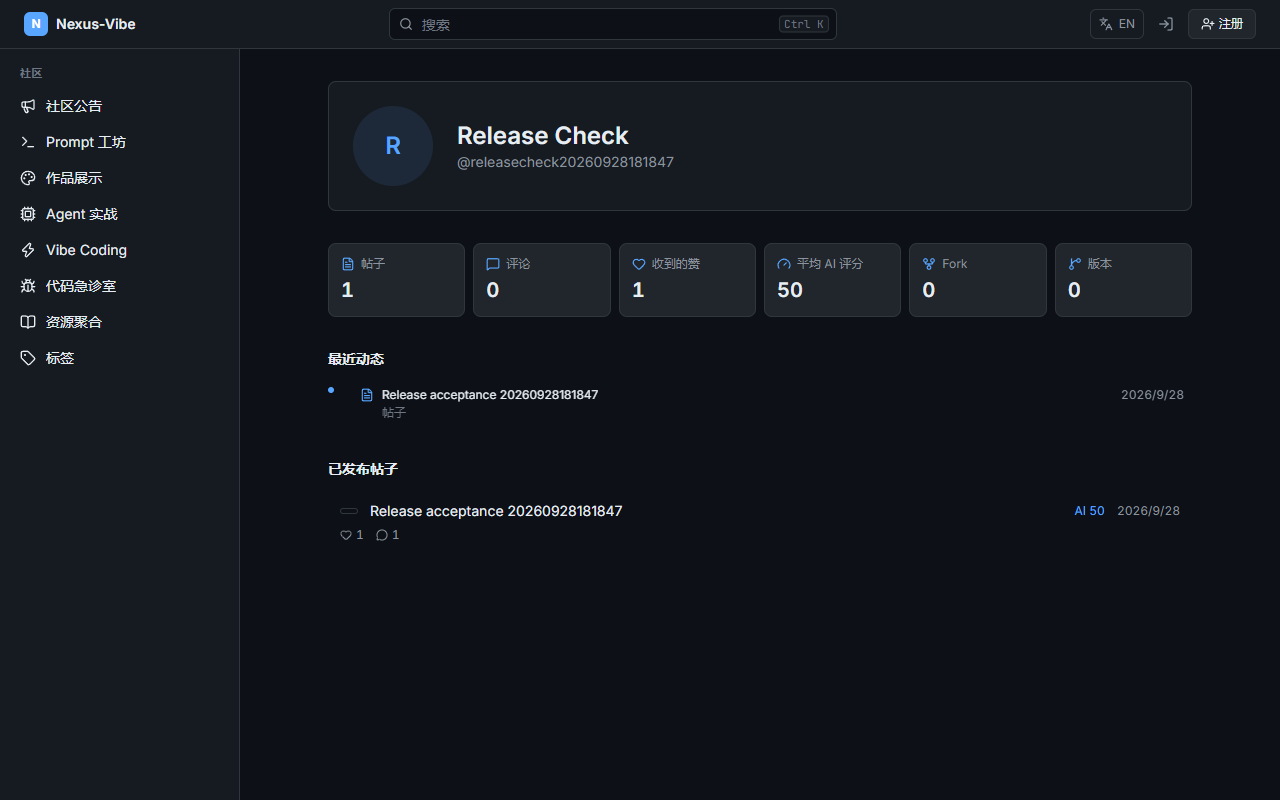 N Nexus-Vibe
搜索
Ctrl K
EN
注册
社区
社区公告
Prompt 工坊
作品展示
Agent 实战
Vibe Coding
代码急诊室
资源聚合
标签
R
Release Check
@releasecheck20260928181847
帖子
1
评论
0
收到的赞
1
平均 AI 评分
50
Fork
0
版本
0
最近动态
Release acceptance 20260928181847
2026/9/28
帖子
已发布帖子
Release acceptance 20260928181847
AI 50
2026/9/28
1
1